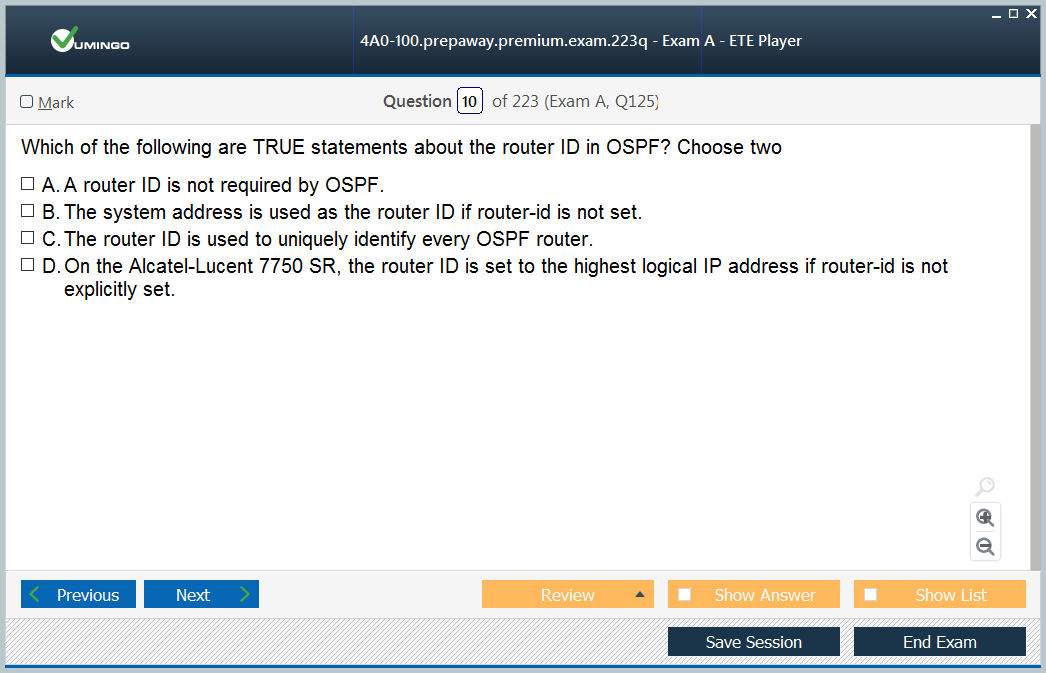 VUMINGO
4A0-100.prepaway.premium.exam.223q - Exam A - ETE Player
Mark
Question 10 of 223 (Exam A, Q125)
Which of the following are TRUE statements about the router ID in OSPF? Choose two
A. A router ID is not required by OSPF.
B. The system address is used as the router ID if router-id is not set.
C. The router ID is used to uniquely identify every OSPF router.
D. On the Alcatel-Lucent 7750 SR, the router ID is set to the highest logical IP address if router-id is not
explicitly set.
Previous Next Review Show Answer Show List
Save Session End Exam